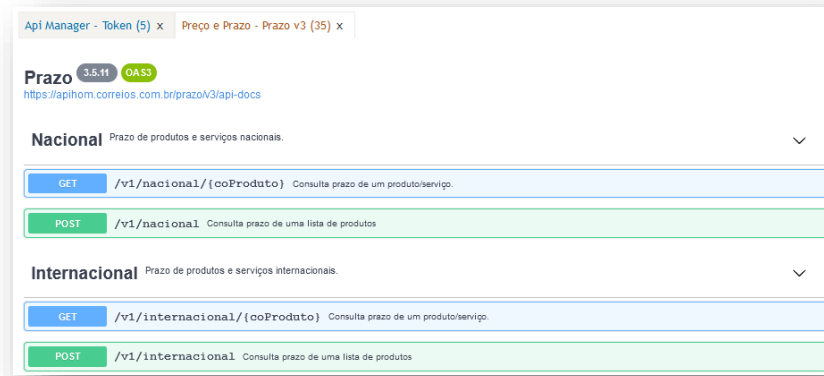 Api Manager - Token (5) x Preço e Prazo - Prazo v3 (35) x
Prazo 3.5.11 OAS3
https://apihom.correios.com.br/prazo/v3/api-docs
Nacional Prazo de produtos e serviços nacionais.
GET /v1/nacional/{coProduto} Consulta prazo de um produto/serviço.
POST /v1/nacional Consulta prazo de uma lista de produtos
Internacional Prazo de produtos e serviços internacionais.
GET /v1/internacional/{coProduto} Consulta prazo de um produto/serviço.
POST /v1/internacional Consulta prazo de uma lista de produtos